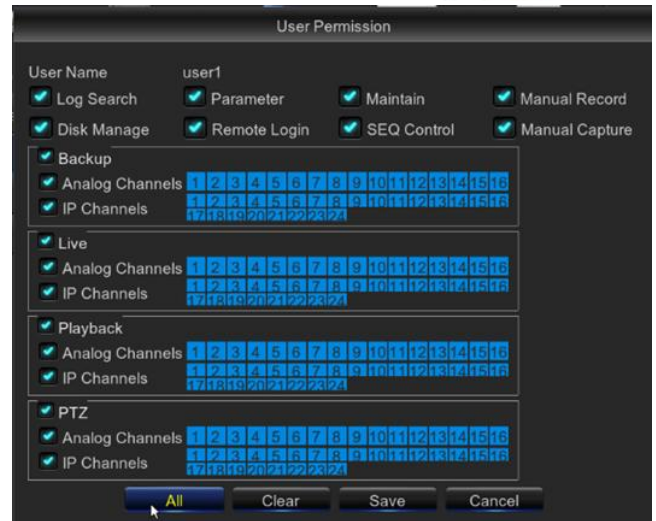 User Permission
User Name user1
Log Search Parameter Maintain Manual Record
Disk Manage Remote Login SEQ Control Manual Capture
Backup
Analog Channels 1 2 3 4 5 6 7 8 9 10 11 12 13 14 15 16
IP Channels 1 2 3 4 5 6 7 8 9 10 11 12 13 14 15 16
17 18 19 20 21 22 23 24
Live
Analog Channels 1 2 3 4 5 6 7 8 9 10 11 12 13 14 15 16
IP Channels 1 2 3 4 5 6 7 8 9 10 11 12 13 14 15 16
17 18 19 20 21 22 23 24
Playback
Analog Channels 1 2 3 4 5 6 7 8 9 10 11 12 13 14 15 16
IP Channels 1 2 3 4 5 6 7 8 9 10 11 12 13 14 15 16
17 18 19 20 21 22 23 24
PTZ
Analog Channels 1 2 3 4 5 6 7 8 9 10 11 12 13 14 15 16
IP Channels 1 2 3 4 5 6 7 8 9 10 11 12 13 14 15 16
17 18 19 20 21 22 23 24
All Clear Save Cancel